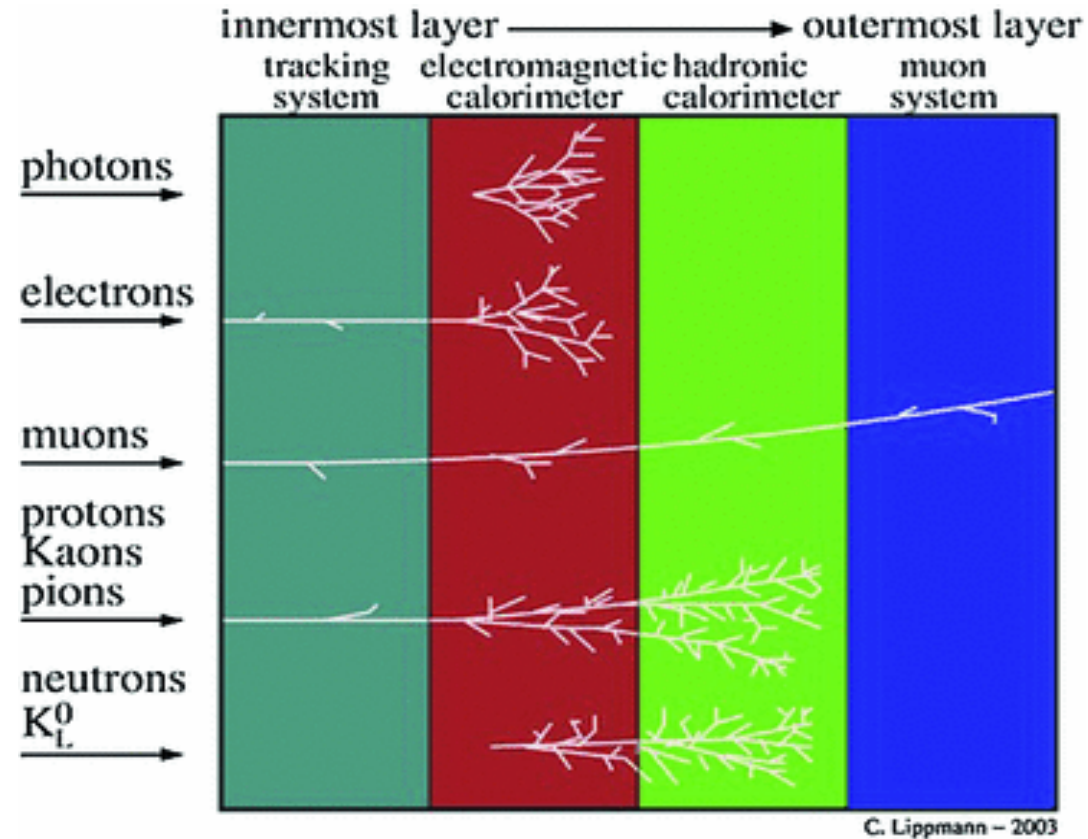 innermost layer outermost layer
tracking system
electromagnetic calorimeter
hadronic calorimeter
muon system
photons
electrons
muons
protons
Kaons
pions
neutrons
K⁰L
C. Lippmann – 2003